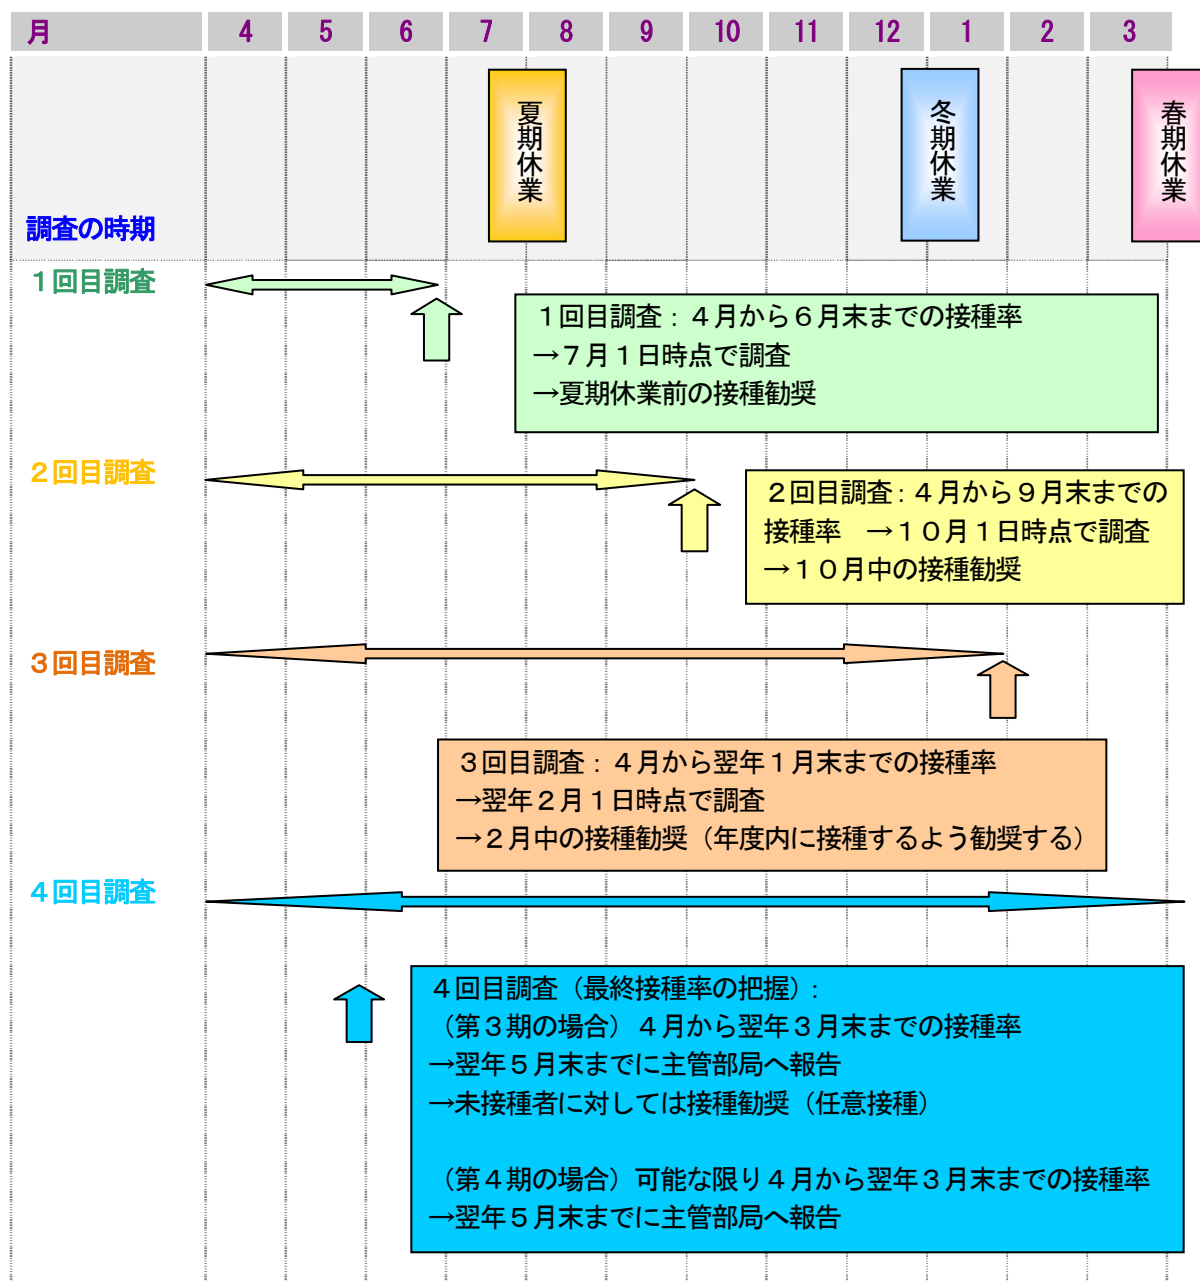 月 4 5 6 7 8 9 10 11 12 1 2 3
夏期休業
冬期休業
春期休業
調査の時期
１回目調査
１回目調査：４月から６月末までの接種率
→７月１日時点で調査
→夏期休業前の接種勧奨
２回目調査
２回目調査：４月から９月末までの
接種率　→１０月１日時点で調査
→１０月中の接種勧奨
３回目調査
３回目調査：４月から翌年１月末までの接種率
→翌年２月１日時点で調査
→２月中の接種勧奨（年度内に接種するよう勧奨する）
４回目調査
４回目調査（最終接種率の把握）：
（第３期の場合）４月から翌年３月末までの接種率
→翌年５月末までに主管部局へ報告
→未接種者に対しては接種勧奨（任意接種）
（第４期の場合）可能な限り４月から翌年３月末までの接種率
→翌年５月末までに主管部局へ報告